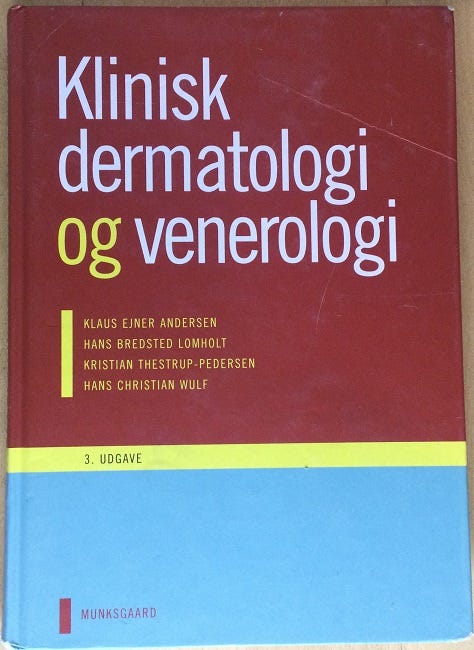 Klinisk
dermatologi
og venerologi
KLAUS EJNER ANDERSEN
HANS BREDSTED LOMHOLT
KRISTIAN THESTRUP-PEDERSEN
HANS CHRISTIAN WULF
3. UDGAVE
MUNKSGAARD